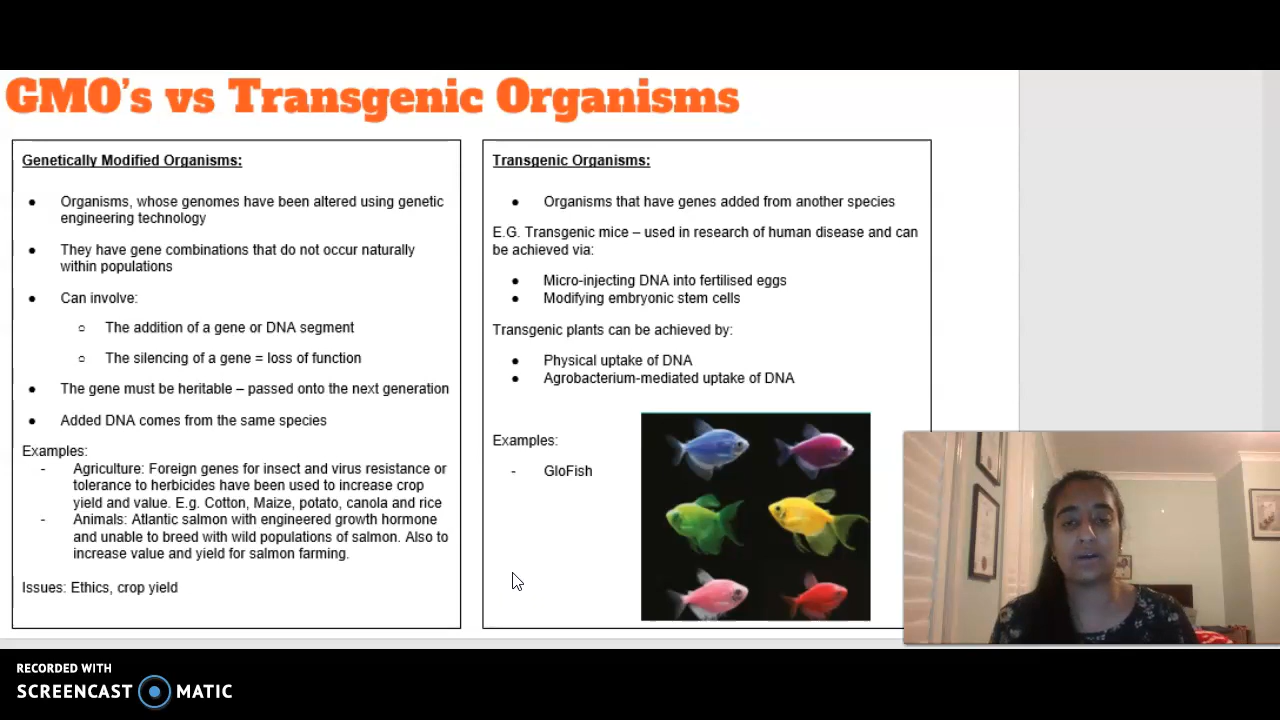 GMO's vs Transgenic Organisms
Genetically Modified Organisms:
● Organisms, whose genomes have been altered using genetic
engineering technology
● They have gene combinations that do not occur naturally
within populations
● Can involve:
○ The addition of a gene or DNA segment
○ The silencing of a gene = loss of function
● The gene must be heritable – passed onto the next generation
● Added DNA comes from the same species
Examples:
- Agriculture: Foreign genes for insect and virus resistance or
tolerance to herbicides have been used to increase crop
yield and value. E.g. Cotton, Maize, potato, canola and rice
- Animals: Atlantic salmon with engineered growth hormone
and unable to breed with wild populations of salmon. Also to
increase value and yield for salmon farming.
Issues: Ethics, crop yield
Transgenic Organisms:
● Organisms that have genes added from another species
E.G. Transgenic mice – used in research of human disease and can
be achieved via:
● Micro-injecting DNA into fertilised eggs
● Modifying embryonic stem cells
Transgenic plants can be achieved by:
● Physical uptake of DNA
● Agrobacterium-mediated uptake of DNA
Examples:
- GloFish
RECORDED WITH
SCREENCAST MATIC